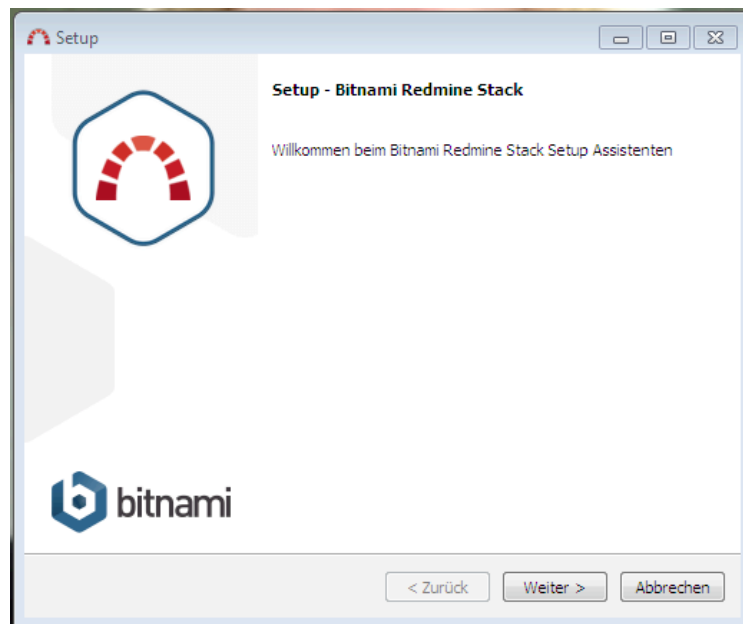 Setup
Setup - Bitnami Redmine Stack
Willkommen beim Bitnami Redmine Stack Setup Assistenten
bitnami
< Zurück Weiter > Abbrechen